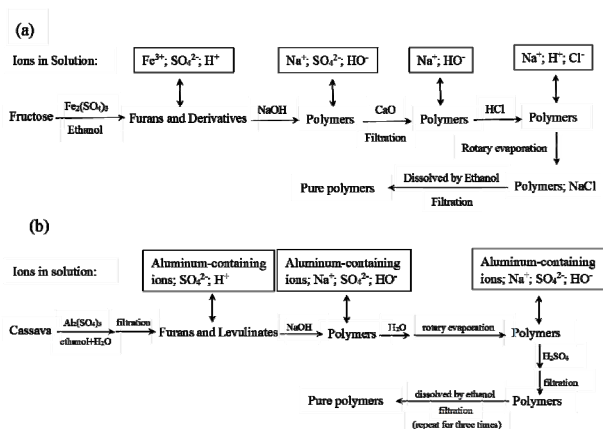 (a)
Ions in Solution:
Fe³⁺; SO₄²⁻; H⁺
Na⁺; SO₄²⁻; HO⁻
Na⁺; HO⁻
Na⁺; H⁺; Cl⁻
Fructose
Fe₂(SO₄)₃
Ethanol
Furans and Derivatives
NaOH
Polymers
CaO
Filtration
Polymers
HCl
Polymers
Rotary evaporation
Pure polymers
Dissolved by Ethanol
Filtration
Polymers; NaCl
(b)
Ions in solution:
Aluminum-containing
ions; SO₄²⁻; H⁺
Aluminum-containing
ions; Na⁺; SO₄²⁻; HO⁻
Aluminum-containing
ions; Na⁺; SO₄²⁻; HO⁻
Cassava
Al₂(SO₄)₃
ethanol+H₂O
filtration
Furans and Levulinates
NaOH
Polymers
H₂O
rotary evaporation
Polymers
H₂SO₄
filtration
Pure polymers
dissolved by ethanol
filtration
(repeat for three times)
Polymers